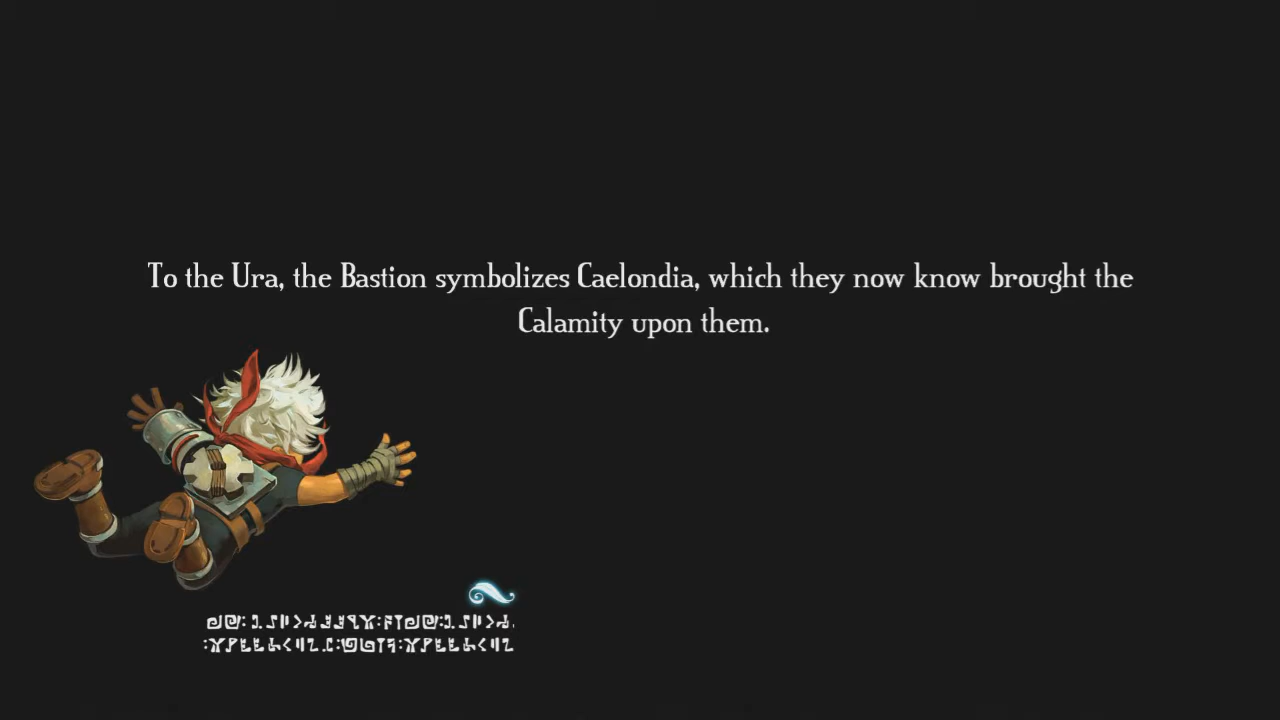 To the Ura, the Bastion symbolizes Caelondia, which they now know brought the
Calamity upon them.